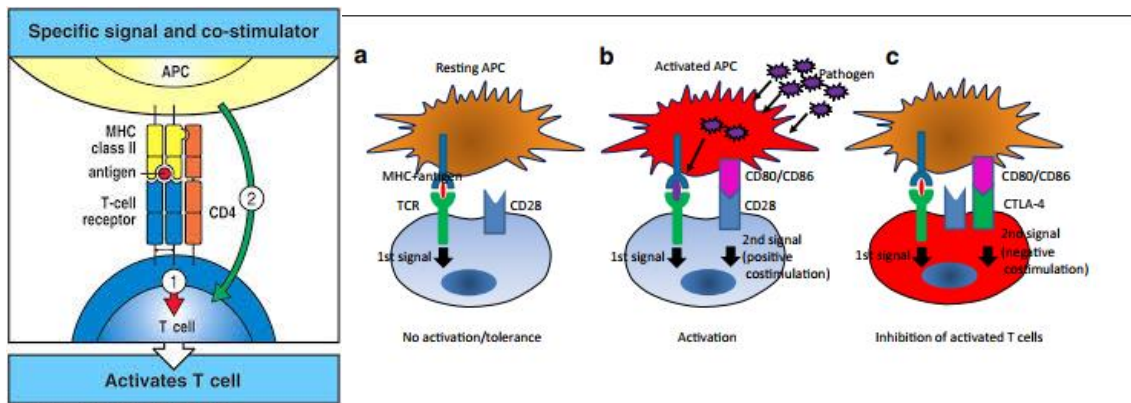 Specific signal and co-stimulator
APC
MHC
class II
antigen
T-cell
receptor
CD4
2
1
T cell
Activates T cell
a
Resting APC
MHC+antigen
TCR
CD28
1st signal
No activation/tolerance
b
Activated APC
Pathogen
CD80/CD86
CD28
1st signal
2nd signal
(positive
costimulation)
Activation
c
CD80/CD86
CTLA-4
1st signal
2nd signal
(negative
costimulation)
Inhibition of activated T cells